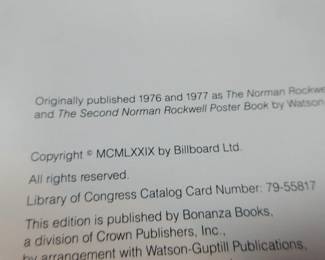 Originally published 1976 and 1977 as The Norman Rockwe
and The Second Norman Rockwell Poster Book by Watson
Copyright © MCMLXXIX by Billboard Ltd.
All rights reserved.
Library of Congress Catalog Card Number: 79-55817
This edition is published by Bonanza Books,
a division of Crown Publishers, Inc.,
by arrangement with Watson-Guptill Publications,